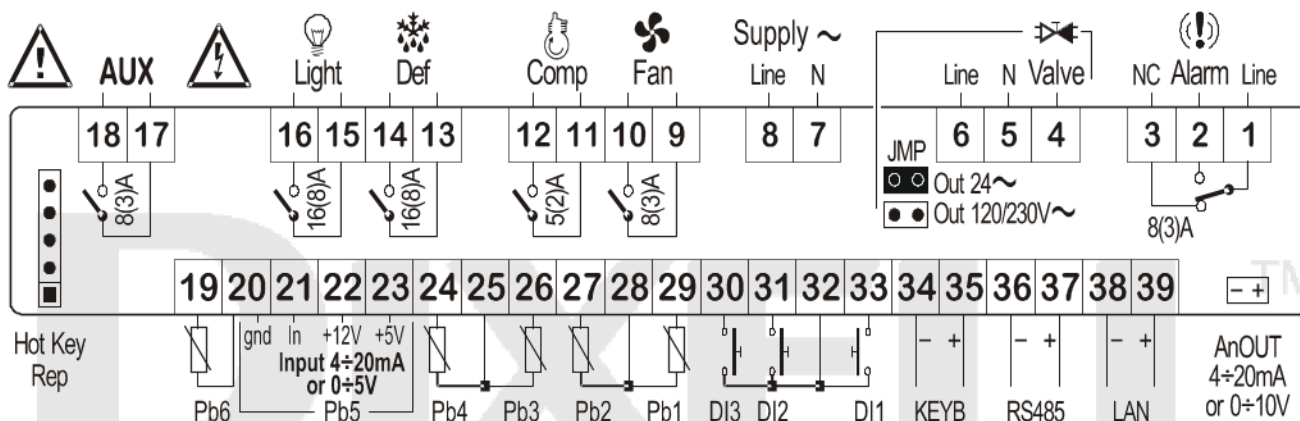 AUX Light Def Comp Fan Supply ~ Line N Line N Valve NC Alarm Line
18 17 16 15 14 13 12 11 10 9 8 7 6 5 4 3 2 1
8(3)A 16(8)A 16(8)A 5(2)A 8(3)A
JMP
Out 24~
Out 120/230V~
8(3)A
19 20 21 22 23 24 25 26 27 28 29 30 31 32 33 34 35 36 37 38 39 - +
TM
Hot Key
Rep
gnd In +12V +5V
Input 4÷20mA
or 0÷5V
- + - + - +
Pb6 Pb5 Pb4 Pb3 Pb2 Pb1 DI3 DI2 DI1 KEYB RS485 LAN
AnOUT
4÷20mA
or 0÷10V